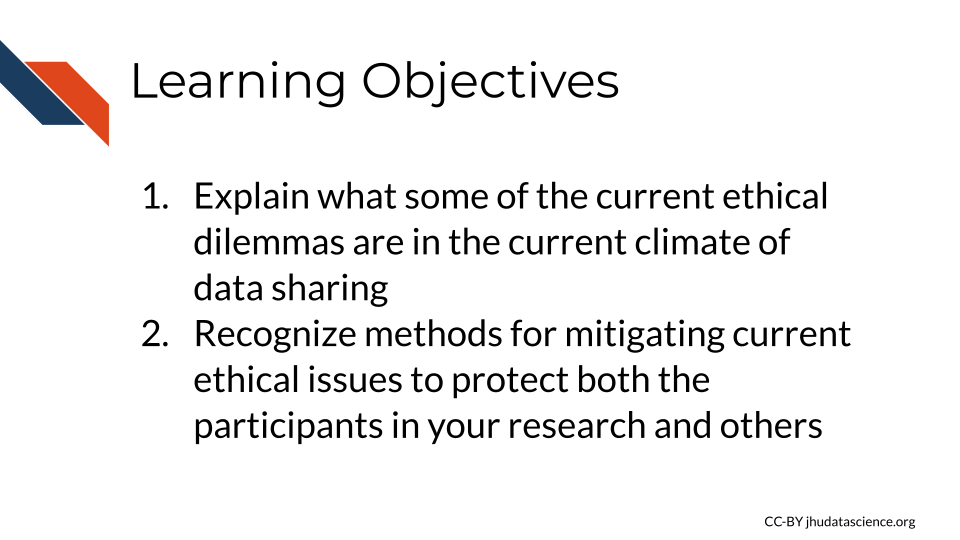 Learning Objectives
1. Explain what some of the current ethical
dilemmas are in the current climate of
data sharing
2. Recognize methods for mitigating current
ethical issues to protect both the
participants in your research and others
CC-BY jhudatascience.org